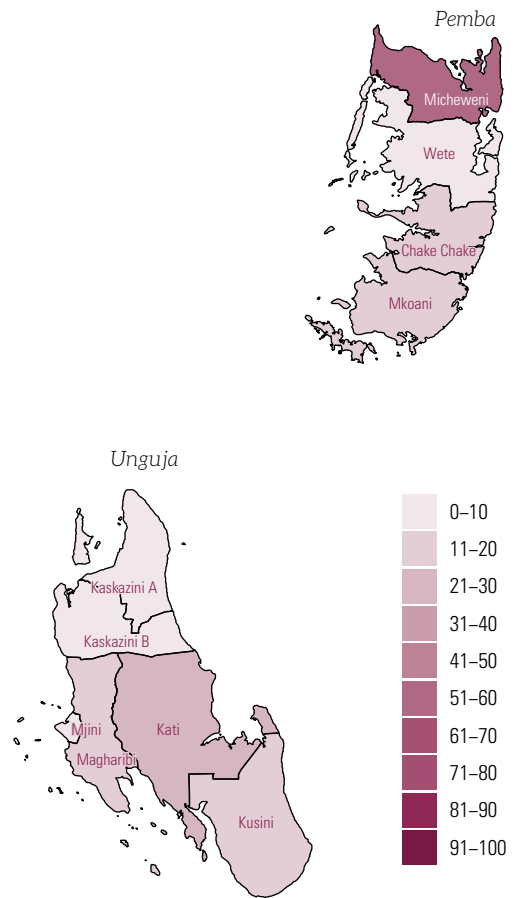 Pemba
Micheweni
Wete
Chake Chake
Mkoani
Unguja
Kaskazini A
Kaskazini B
Mjini
Kati
Magharibi
Kusini
0–10
11–20
21–30
31–40
41–50
51–60
61–70
71–80
81–90
91–100